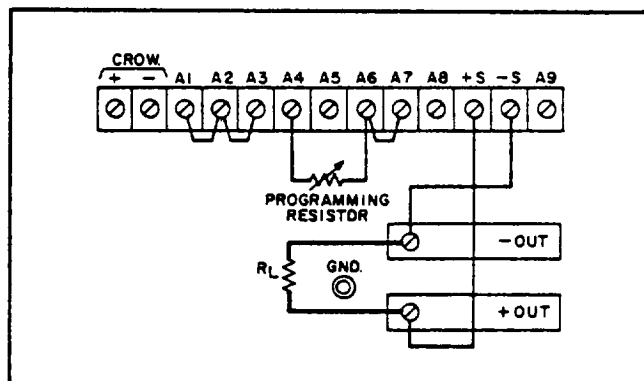 CROW.
+ - A1 A2 A3 A4 A5 A6 A7 A8 +S -S A9
PROGRAMMING
RESISTOR
-OUT
RL GND.
+OUT